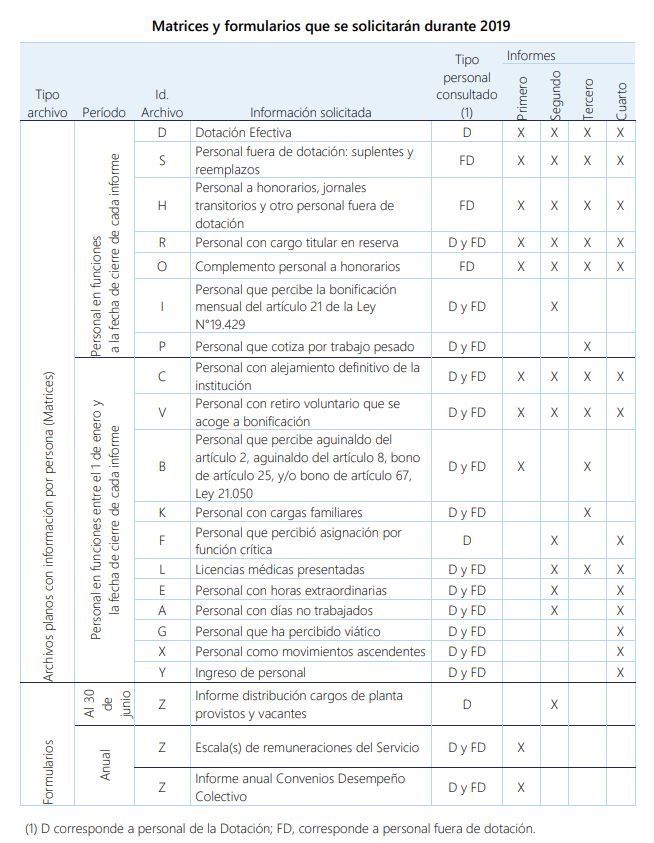 Matrices y formularios que se solicitarán durante 2019
Tipo archivo Período Id. Archivo Información solicitada Tipo personal consultado (1) Informes Primero Segundo Tercero Cuarto
Archivos planos con información por persona (Matrices)
Personal en funciones a la fecha de cierre de cada informe
D Dotación Efectiva D X X X X
S Personal fuera de dotación: suplentes y
reemplazos FD X X X X
H Personal a honorarios, jornales
transitorios y otro personal fuera de
dotación FD X X X X
R Personal con cargo titular en reserva D y FD X X X X
O Complemento personal a honorarios FD X X X X
I Personal que percibe la bonificación
mensual del artículo 21 de la Ley
N°19.429 D y FD X
P Personal que cotiza por trabajo pesado D y FD X
Personal en funciones entre el 1 de enero y la fecha de cierre de cada informe
C Personal con alejamiento definitivo de la
institución D y FD X X X X
V Personal con retiro voluntario que se
acoge a bonificación D y FD X X X X
B Personal que percibe aguinaldo del
artículo 2, aguinaldo del artículo 8, bono
de artículo 25, y/o bono de artículo 67,
Ley 21.050 D y FD X X
K Personal con cargas familiares D y FD X
F Personal que percibió asignación por
función crítica D X X
L Licencias médicas presentadas D y FD X X X
E Personal con horas extraordinarias D y FD X X
A Personal con días no trabajados D y FD X X
G Personal que ha percibido viático D y FD X
X Personal como movimientos ascendentes D y FD X
Y Ingreso de personal D y FD X
Formularios
Al 30 de junio
Z Informe distribución cargos de planta
provistos y vacantes D X
Anual
Z Escala(s) de remuneraciones del Servicio D y FD X
Z Informe anual Convenios Desempeño
Colectivo D y FD X
(1) D corresponde a personal de la Dotación; FD, corresponde a personal fuera de dotación.